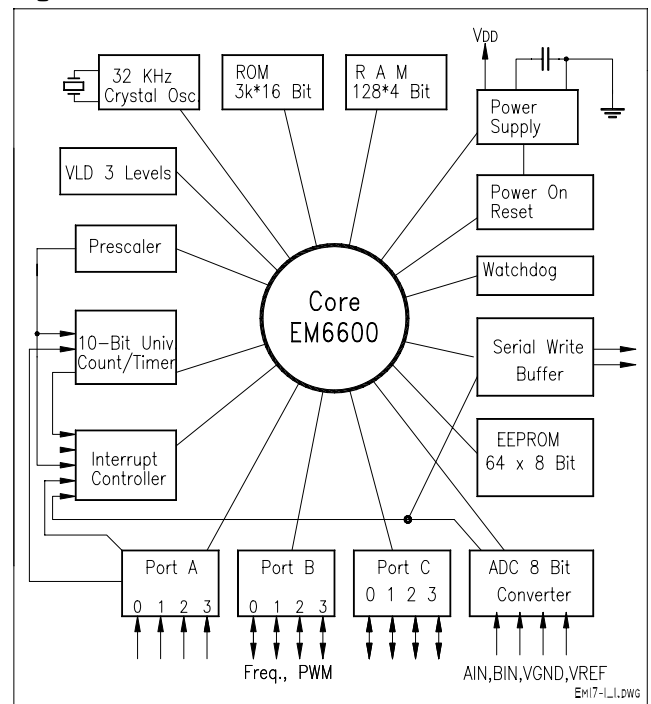 VDD
32 KHz
Crystal Osc.
ROM
3k*16 Bit
R A M
128*4 Bit
Power
Supply
VLD 3 Levels
Power On
Reset
Prescaler
Watchdog
Core
EM6600
10-Bit Univ
Count/Timer
Serial Write
Buffer
Interrupt
Controller
EEPROM
64 x 8 Bit
Port A
0 1 2 3
Port B
0 1 2 3
Port C
0 1 2 3
ADC 8 Bit
Converter
Freq., PWM
AIN,BIN,VGND,VREF
EM17-1_1.DWG